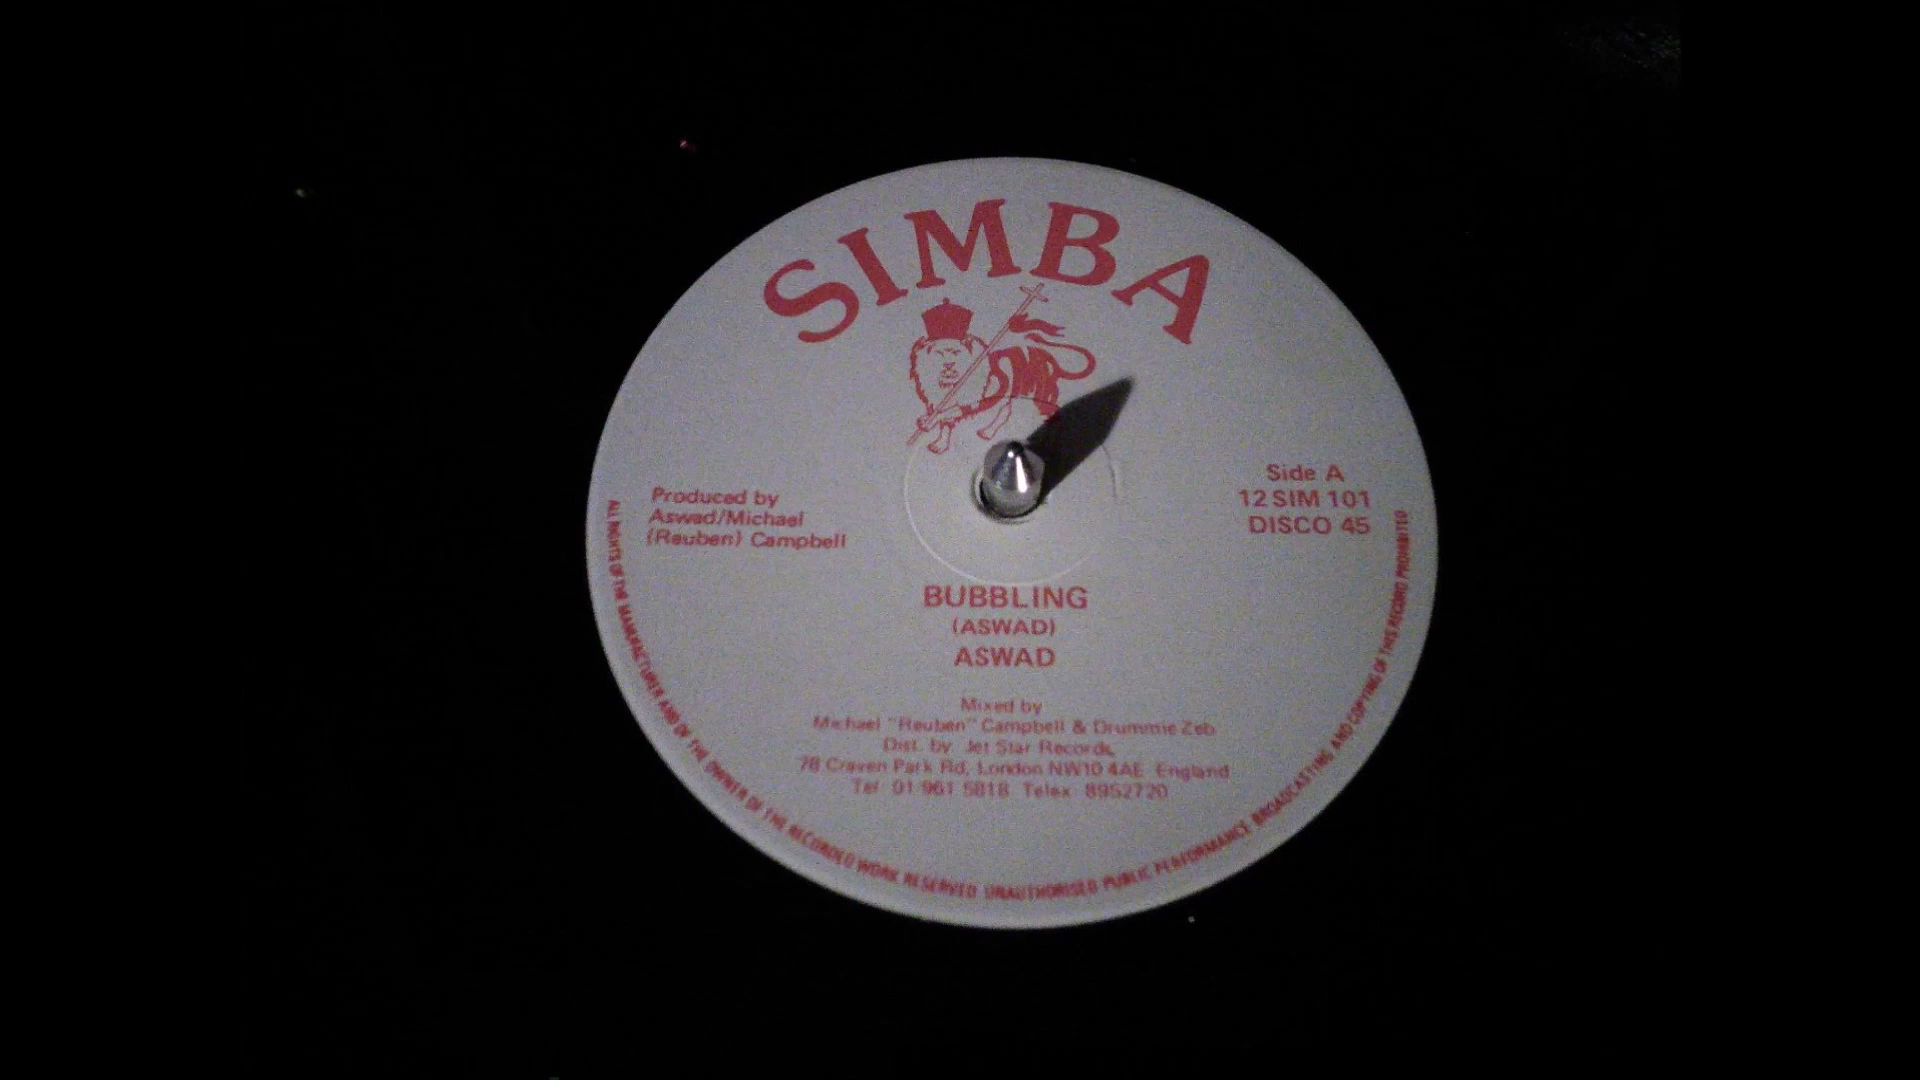 SIMBA
Produced by
Aswad/Michael
(Reuben) Campbell
Side A
12 SIM 101
DISCO 45
BUBBLING
(ASWAD)
ASWAD
Mixed by
Michael "Reuben" Campbell & Drummie Zeb
Dist. by Jet Star Records,
78 Craven Park Rd, London NW10 4AE England
Tel 01 961 5818 Telex 8952720
ALL RIGHTS OF THE MANUFACTURER AND OF THE OWNER OF THE RECORDED WORK RESERVED UNAUTHORISED PUBLIC PERFORMANCE BROADCASTING AND COPYING OF THIS RECORD PROHIBITED